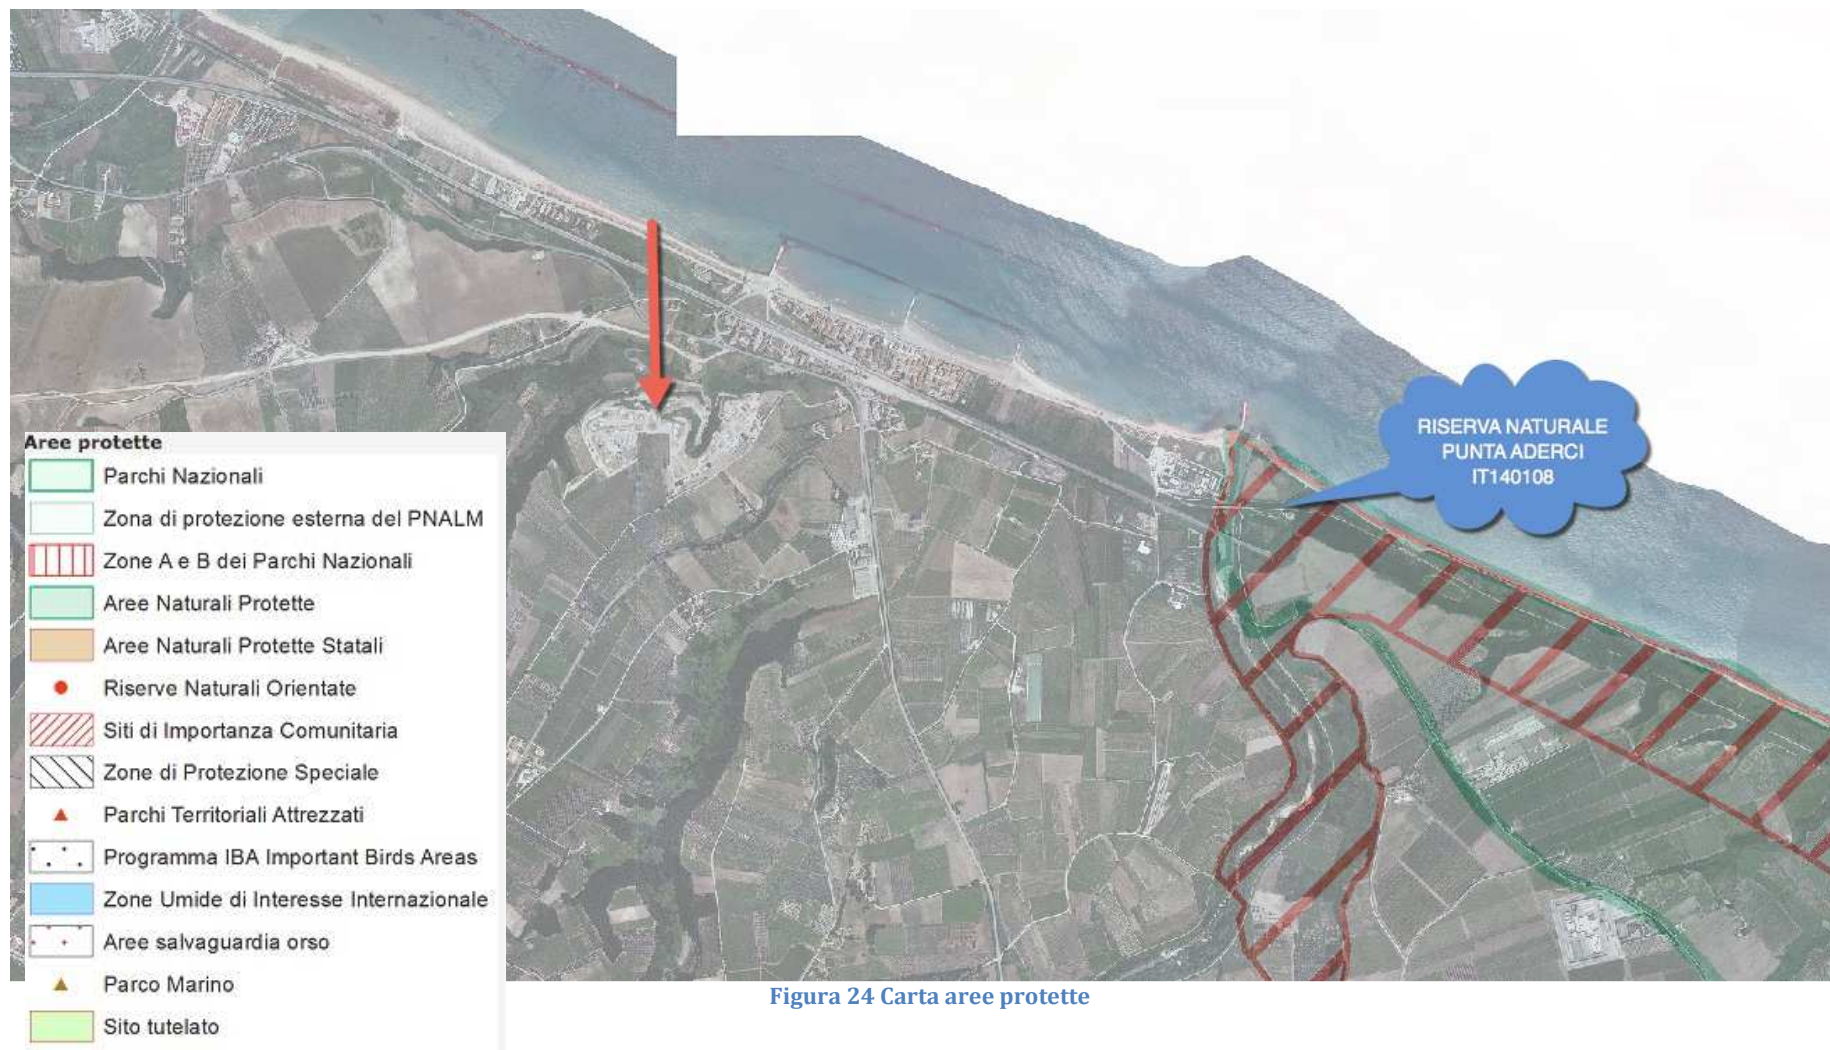 RISERVA NATURALE
PUNTA ADERCI
IT140108
Aree protette
Parchi Nazionali
Zona di protezione esterna del PNALM
Zone A e B dei Parchi Nazionali
Aree Naturali Protette
Aree Naturali Protette Statali
Riserve Naturali Orientate
Siti di Importanza Comunitaria
Zone di Protezione Speciale
Parchi Territoriali Attrezzati
Programma IBA Important Birds Areas
Zone Umide di Interesse Internazionale
Aree salvaguardia orso
Parco Marino
Sito tutelato
Figura 24 Carta aree protette